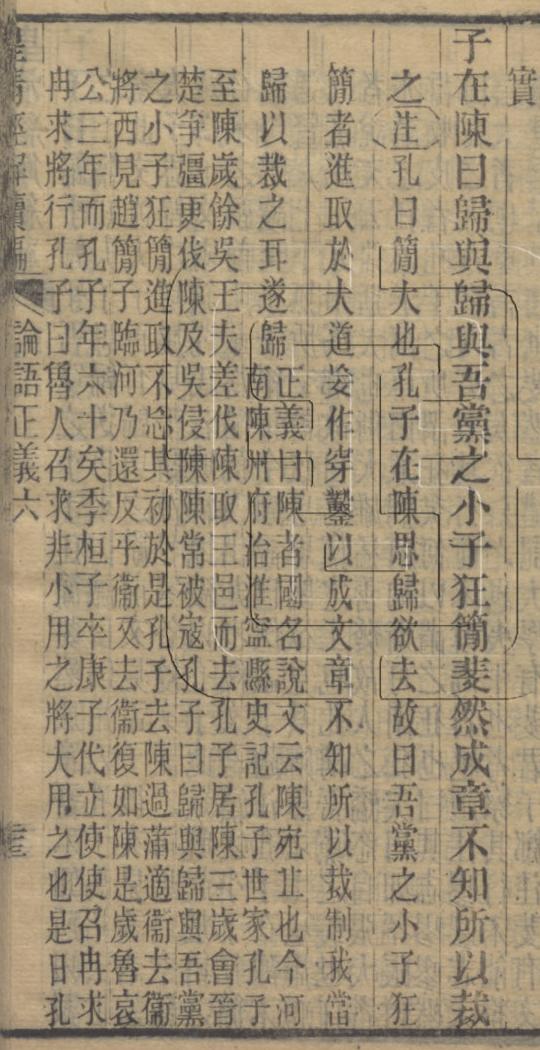 實
子在陳曰歸與歸與吾黨之小子狂簡斐然成章不知所以裁
之注孔曰簡大也孔子在陳思歸欲去故曰吾黨之小子狂
簡者進取於大道妄作穿鑿以成文章不知所以裁制我當
歸以裁之耳遂歸
正義曰陳者國名說文云陳宛丘也今河
南陳州府治淮寧縣史記孔子世家孔子
至陳歲餘吳王夫差伐陳取三邑而去孔子居陳三歲會晉
楚爭彊更伐陳及吳侵陳陳常被寇孔子曰歸與歸與吾黨
之小子狂簡進取不忘其初於是孔子去陳過蒲適衞去衞
將西見趙簡子臨河乃還反乎衞又去衞復如陳是歲魯哀
公三年而孔子年六十矣季桓子卒康子代立使使召冉求
冉求將行孔子曰魯人召求非小用之將大用之也是日孔
皇清經解續編
論語正義六